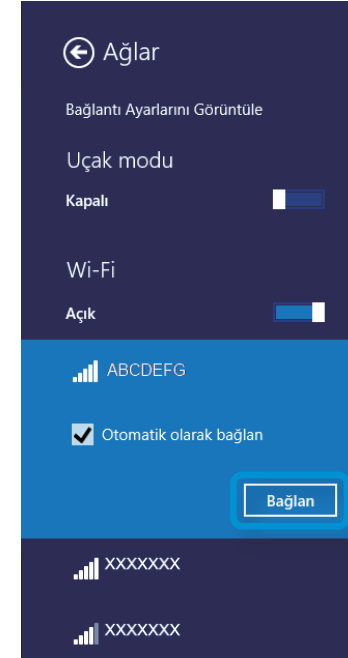 Ağlar
Bağlantı Ayarlarını Görüntüle
Uçak modu
Kapalı
Wi-Fi
Açık
ABCDEFG
Otomatik olarak bağlan
Bağlan
XXXXXXX
XXXXXXX